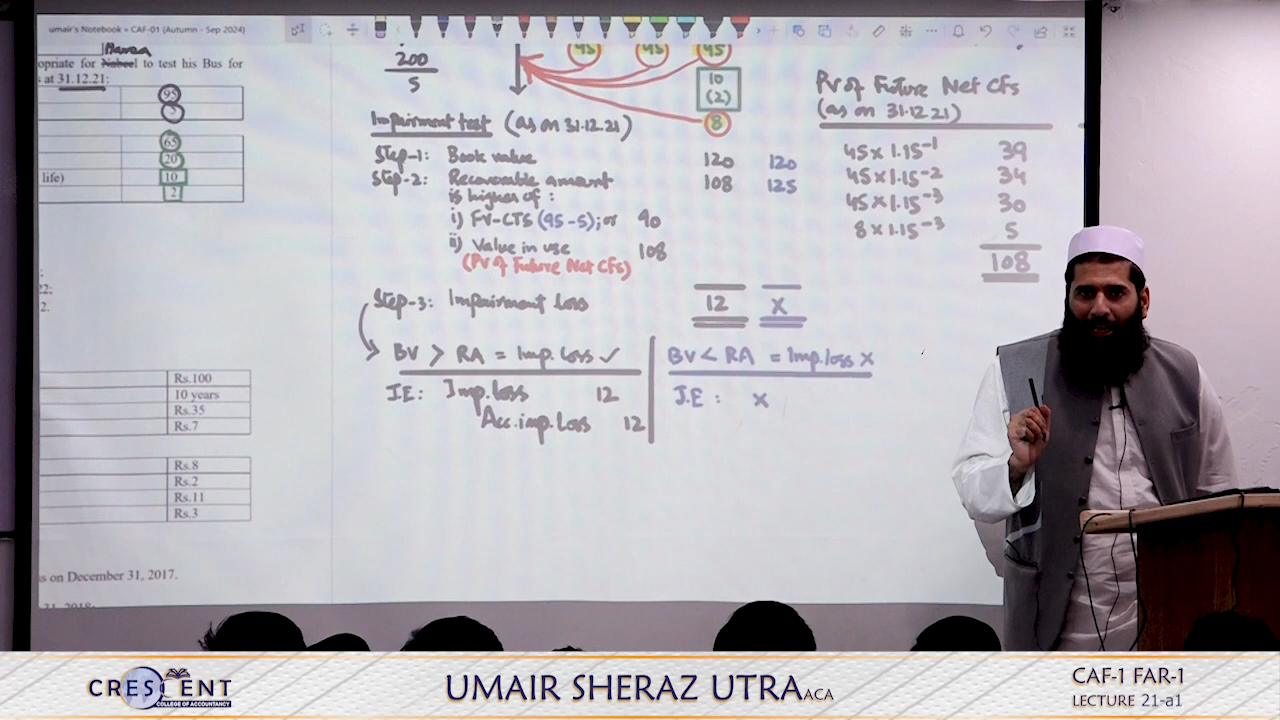 umair's Notebook » CAF-01 (Autumn - Sep 2024)
Marza
opropriate for Nabeel to test his Bus for
at 31.12.21:
95
5
65
20
life) 10
2
22:
2.
Rs.100
10 years
Rs.35
Rs.7
Rs.8
Rs.2
Rs.11
Rs.3
s on December 31, 2017.
200
5
45 45 45
10
(2)
8
Impairment test (as on 31.12.21)
Step-1: Book value 120 120
Step-2: Recoverable amount 108 125
is higher of :
i) FV-CTS (95-5); or 90
ii) Value in use 108
(PV of Future Net CFs)
Step-3: Impairment Loss 12 x
BV > RA = Imp. Loss ✓
J.E: Imp. loss 12
Acc. imp. Loss 12
BV < RA = Imp. loss x
J.E : x
PV of Future Net CFs
(as on 31.12.21)
45 x 1.15⁻¹ 39
45 x 1.15⁻² 34
45 x 1.15⁻³ 30
8 x 1.15⁻³ 5
108
CRESCENT
COLLEGE OF ACCOUNTANCY
UMAIR SHERAZ UTRA ACA
CAF-1 FAR-1
LECTURE 21-a1